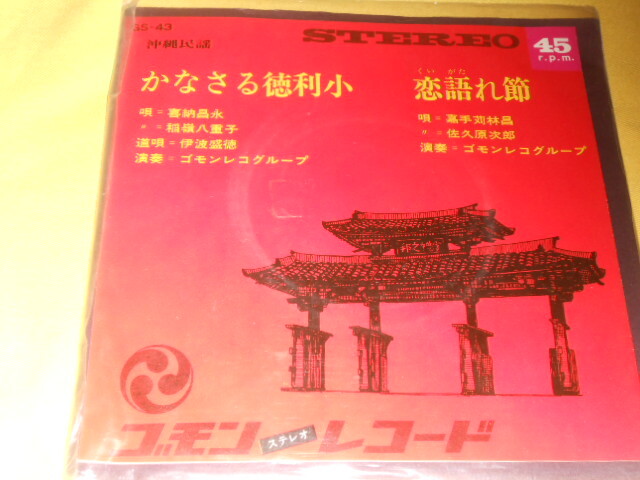 GS-43
沖縄民謡
STEREO
45
r.p.m.
かなさる徳利小
唄=喜納昌永
〃=稲嶺八重子
道唄=伊波盛徳
演奏=ゴモンレコグループ
くいがた
恋語れ節
唄=嘉手苅林昌
〃=佐久原次郎
演奏=ゴモンレコグループ
ゴモンレコード
ステレオ